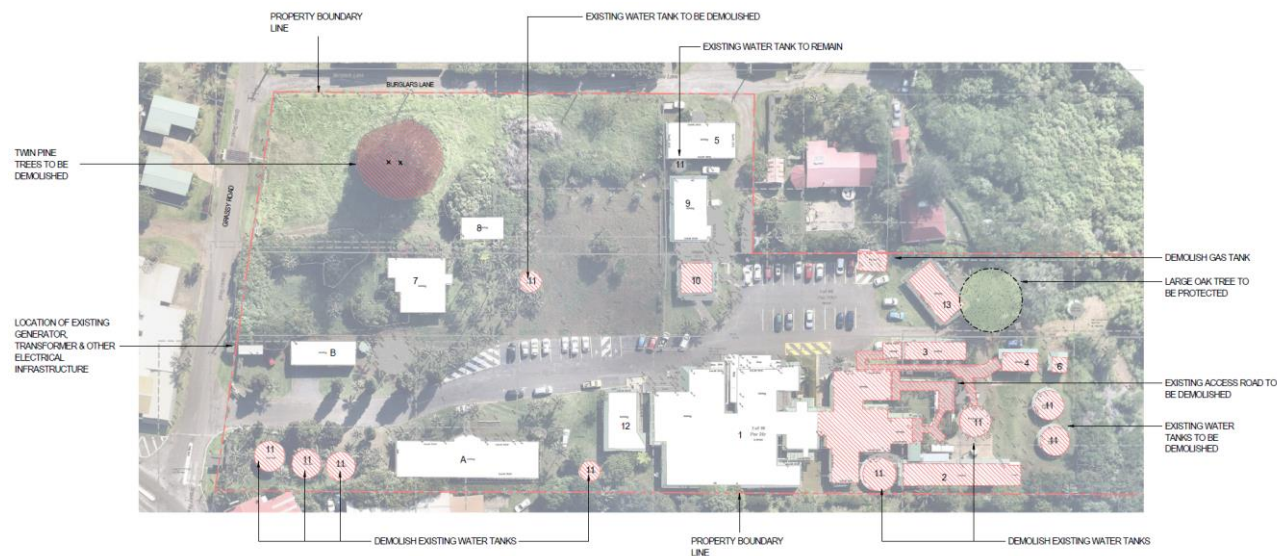 PROPERTY BOUNDARY
LINE
EXISTING WATER TANK TO BE DEMOLISHED
EXISTING WATER TANK TO REMAIN
BURGLARS LANE
TWIN PINE
TREES TO BE
DEMOLISHED
x x
GRASSY ROAD
5
11
9
8
7
11
10
DEMOLISH GAS TANK
13
LARGE OAK TREE TO
BE PROTECTED
LOCATION OF EXISTING
GENERATOR,
TRANSFORMER & OTHER
ELECTRICAL
INFRASTRUCTURE
B
3
4
6
EXISTING ACCESS ROAD TO
BE DEMOLISHED
11
11
11
EXISTING WATER
TANKS TO BE
DEMOLISHED
12
1
11
11
11
A
11
11
2
DEMOLISH EXISTING WATER TANKS
PROPERTY BOUNDARY
LINE
DEMOLISH EXISTING WATER TANKS